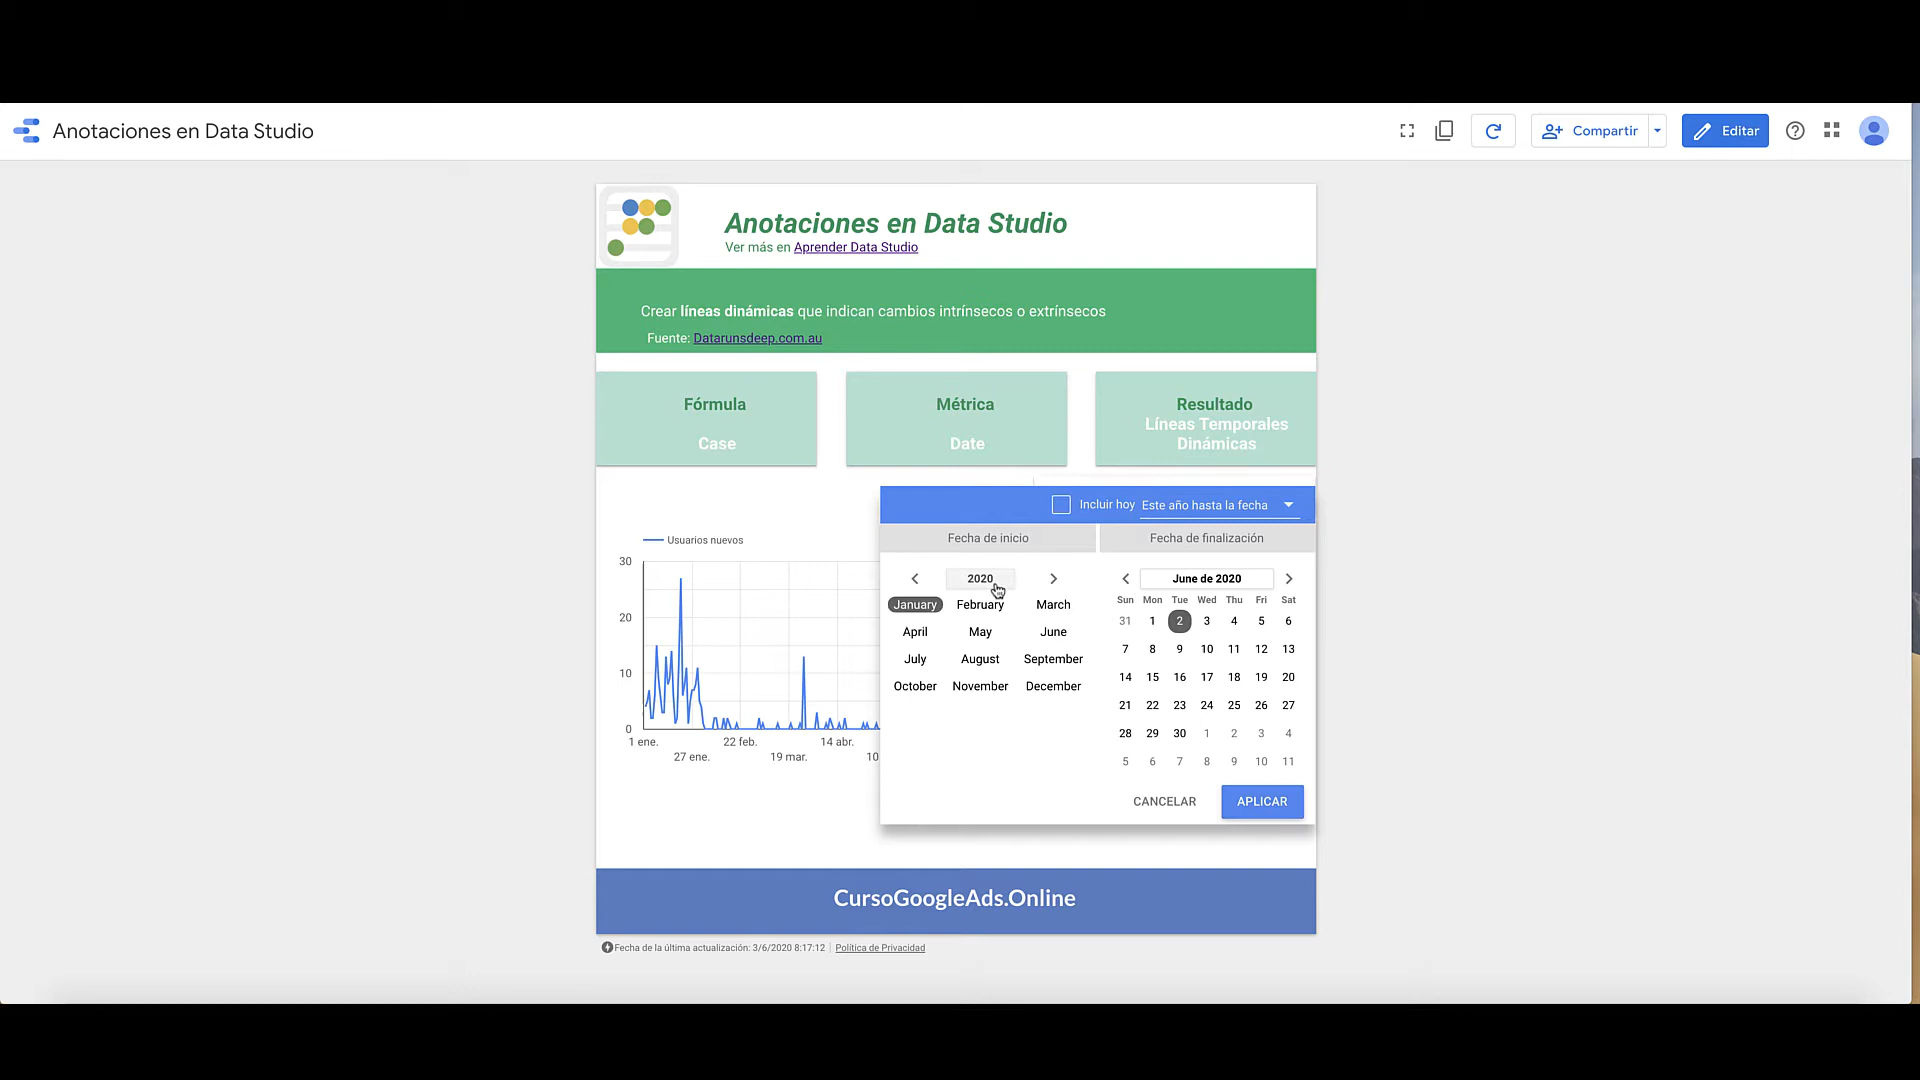 Anotaciones en Data Studio
Compartir
Editar
Anotaciones en Data Studio
Ver más en Aprender Data Studio
Crear líneas dinámicas que indican cambios intrínsecos o extrínsecos
Fuente: Datarunsdeep.com.au
Fórmula
Case
Métrica
Date
Resultado
Líneas Temporales
Dinámicas
Incluir hoy Este año hasta la fecha
Fecha de inicio
Fecha de finalización
2020
January February March
April May June
July August September
October November December
June de 2020
Sun Mon Tue Wed Thu Fri Sat
31 1 2 3 4 5 6
7 8 9 10 11 12 13
14 15 16 17 18 19 20
21 22 23 24 25 26 27
28 29 30 1 2 3 4
5 6 7 8 9 10 11
CANCELAR APLICAR
Usuarios nuevos
30
20
10
0
1 ene. 22 feb. 14 abr.
27 ene. 19 mar. 10
CursoGoogleAds.Online
Fecha de la última actualización: 3/6/2020 8:17:12 Política de Privacidad